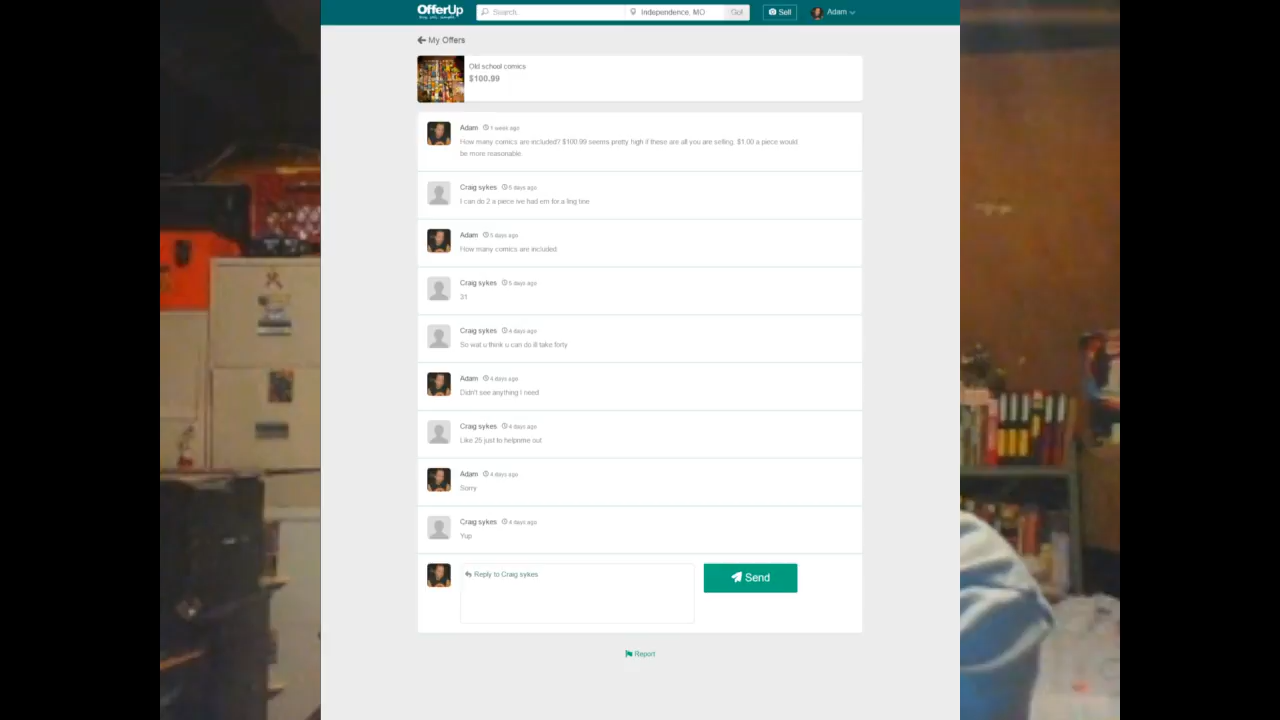 OfferUp
Search.
Independence, MO
Go!
Sell
Adam
My Offers
Old school comics
$100.99
Adam 1 week ago
How many comics are included? $100.99 seems pretty high if these are all you are selling. $1.00 a piece would
be more reasonable.
Craig sykes 5 days ago
I can do 2 a piece ive had em for a ling tine
Adam 5 days ago
How many comics are included
Craig sykes 5 days ago
31
Craig sykes 4 days ago
So wat u think u can do ill take forty
Adam 4 days ago
Didn't see anything I need
Craig sykes 4 days ago
Like 25 just to helpome out
Adam 4 days ago
Sorry
Craig sykes 4 days ago
Yup
Reply to Craig sykes
Send
Report